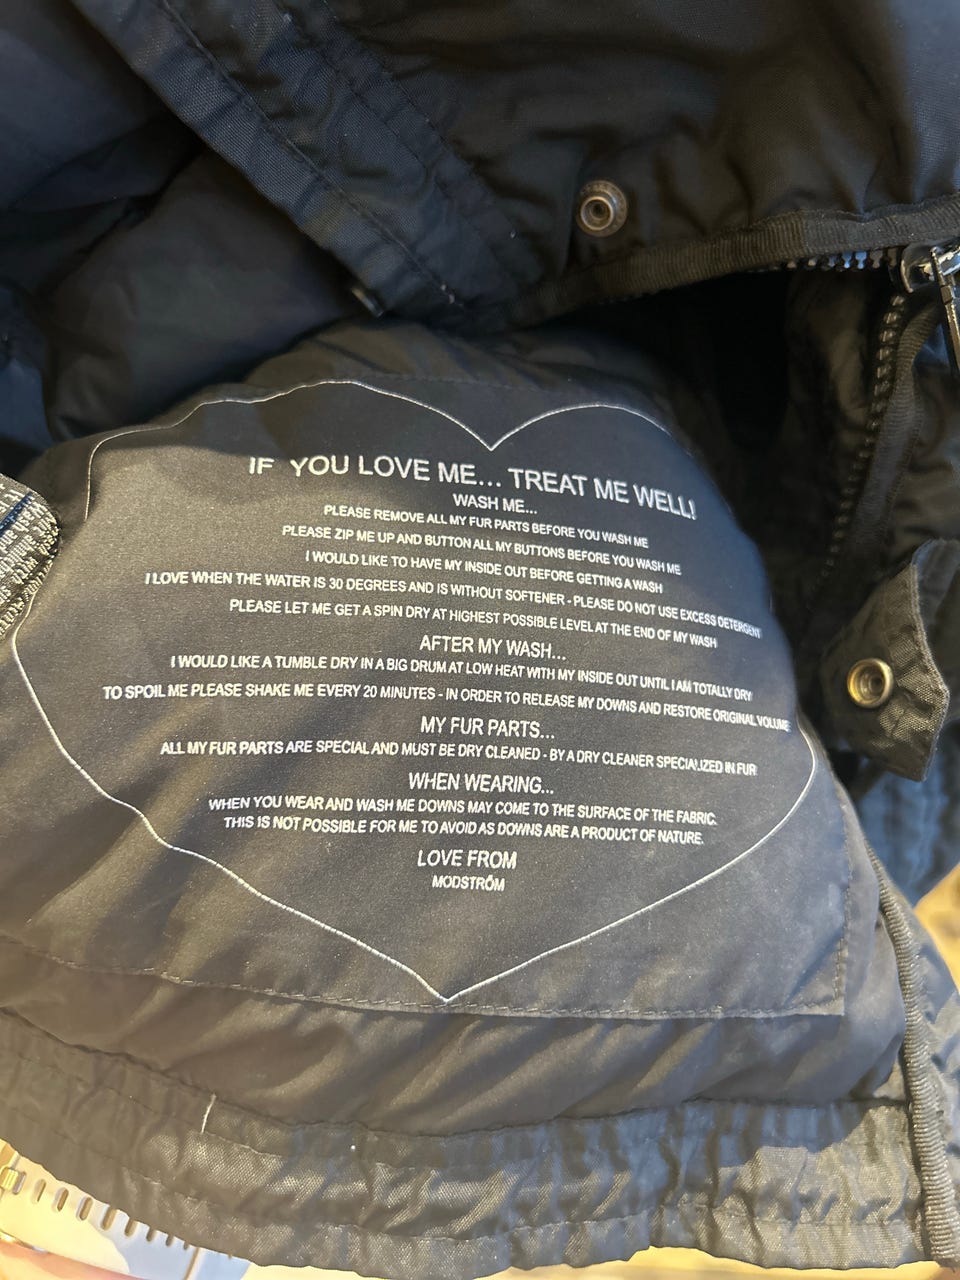 IF YOU LOVE ME... TREAT ME WELL!
WASH ME...
PLEASE REMOVE ALL MY FUR PARTS BEFORE YOU WASH ME
PLEASE ZIP ME UP AND BUTTON ALL MY BUTTONS BEFORE YOU WASH ME
I WOULD LIKE TO HAVE MY INSIDE OUT BEFORE GETTING A WASH
I LOVE WHEN THE WATER IS 30 DEGREES AND IS WITHOUT SOFTENER - PLEASE DO NOT USE EXCESS DETERGENT
PLEASE LET ME GET A SPIN DRY AT HIGHEST POSSIBLE LEVEL AT THE END OF MY WASH
AFTER MY WASH...
I WOULD LIKE A TUMBLE DRY IN A BIG DRUM AT LOW HEAT WITH MY INSIDE OUT UNTIL I AM TOTALLY DRY
TO SPOIL ME PLEASE SHAKE ME EVERY 20 MINUTES - IN ORDER TO RELEASE MY DOWNS AND RESTORE ORIGINAL VOLUME
MY FUR PARTS...
ALL MY FUR PARTS ARE SPECIAL AND MUST BE DRY CLEANED - BY A DRY CLEANER SPECIALIZED IN FUR
WHEN WEARING...
WHEN YOU WEAR AND WASH ME DOWNS MAY COME TO THE SURFACE OF THE FABRIC.
THIS IS NOT POSSIBLE FOR ME TO AVOID AS DOWNS ARE A PRODUCT OF NATURE.
LOVE FROM
MODSTRÖM